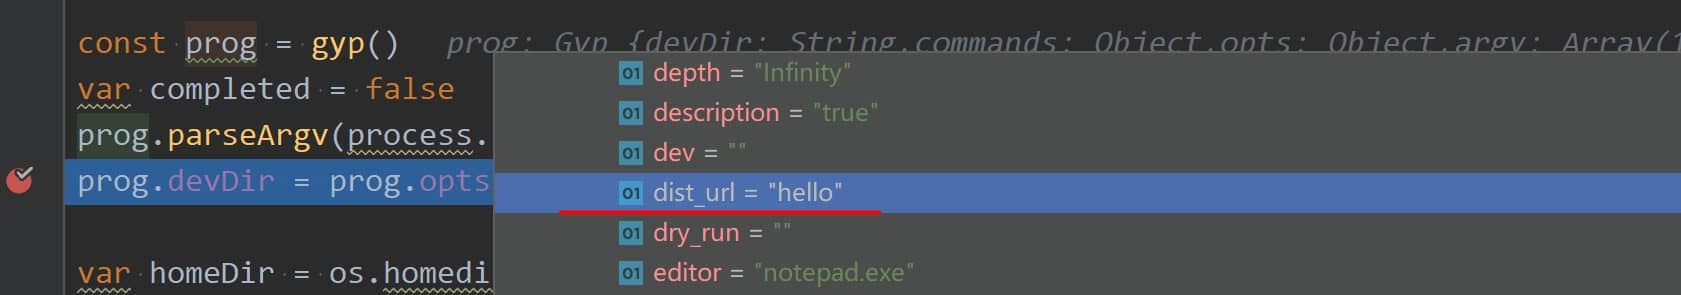 const prog = gyp() prog: Gyp {devDir: String,commands: Object,opts: Object,argv: Array(1
var completed = false
prog.parseArgv(process.
prog.devDir = prog.opts
var homeDir = os.homedi
01 depth = "Infinity"
01 description = "true"
01 dev = ""
01 dist_url = "hello"
01 dry_run = ""
01 editor = "notepad.exe"